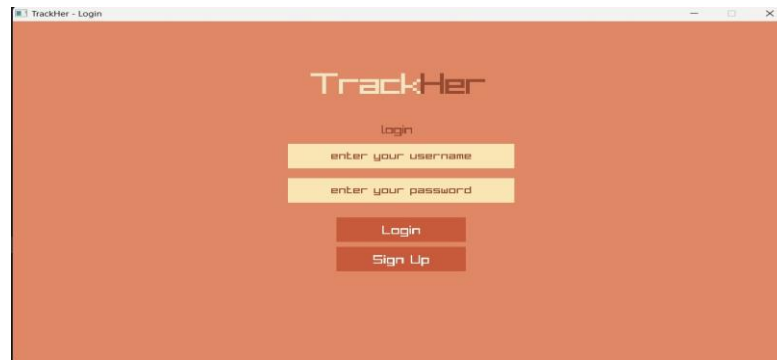 TrackHer - Login
TrackHer
login
enter your username
enter your password
Login
Sign Up